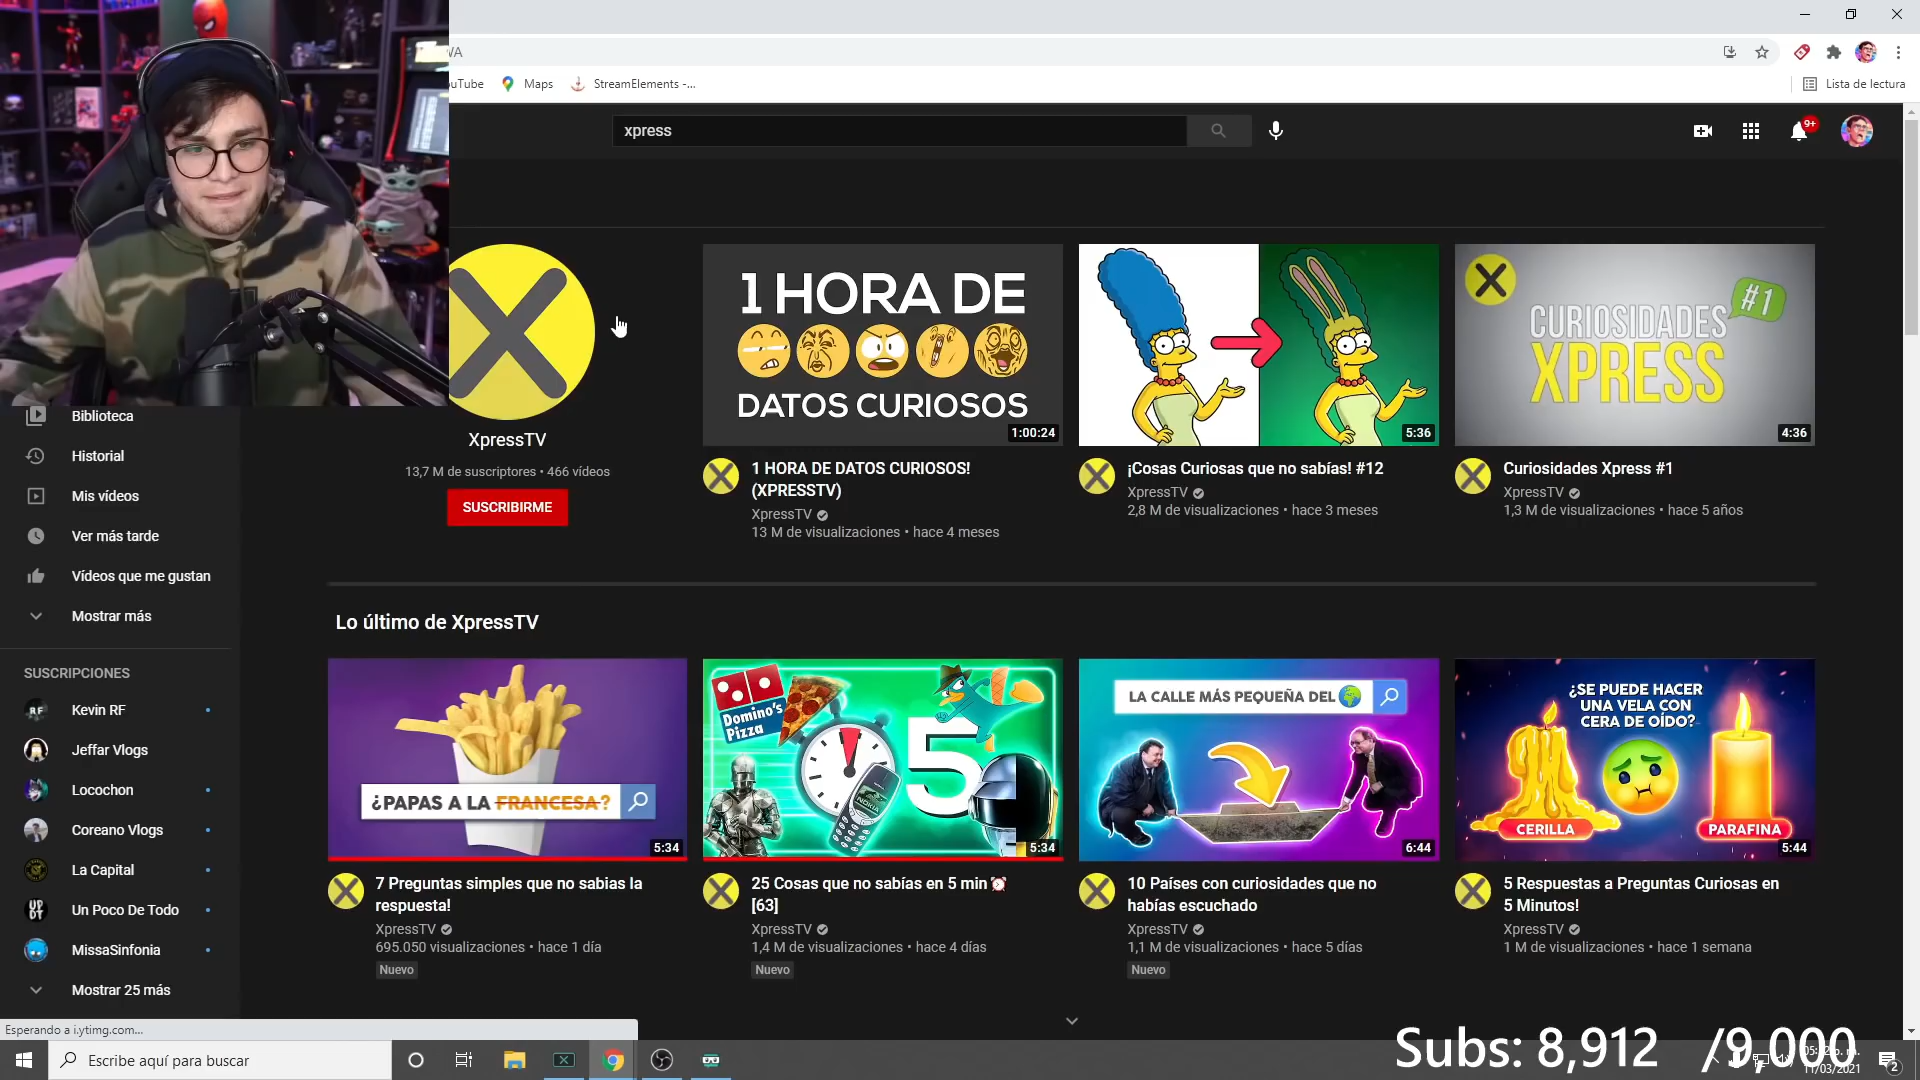 Maps
StreamElements -...
Lista de lectura
xpress
9+
XpressTV
13,7 M de suscriptores • 466 vídeos
SUSCRIBIRME
1 HORA DE
DATOS CURIOSOS
1:00:24
1 HORA DE DATOS CURIOSOS!
(XPRESSTV)
XpressTV
13 M de visualizaciones • hace 4 meses
5:36
¡Cosas Curiosas que no sabías! #12
XpressTV
2,8 M de visualizaciones • hace 3 meses
#1
CURIOSIDADES
XPRESS
4:36
Curiosidades Xpress #1
XpressTV
1,3 M de visualizaciones • hace 5 años
Biblioteca
Historial
Mis vídeos
Ver más tarde
Vídeos que me gustan
Mostrar más
SUSCRIPCIONES
Kevin RF
Jeffar Vlogs
Locochon
Coreano Vlogs
La Capital
Un Poco De Todo
MissaSinfonia
Mostrar 25 más
Lo último de XpressTV
¿PAPAS A LA FRANCESA?
5:34
7 Preguntas simples que no sabias la
respuesta!
XpressTV
695.050 visualizaciones • hace 1 día
Nuevo
Domino's
Pizza
5
NOKIA
5:34
25 Cosas que no sabías en 5 min⏰
[63]
XpressTV
1,4 M de visualizaciones • hace 4 días
Nuevo
LA CALLE MÁS PEQUEÑA DEL
6:44
10 Países con curiosidades que no
habías escuchado
XpressTV
1,1 M de visualizaciones • hace 5 días
Nuevo
¿SE PUEDE HACER
UNA VELA CON
CERA DE OÍDO?
CERILLA
PARAFINA
5:44
5 Respuestas a Preguntas Curiosas en
5 Minutos!
XpressTV
1 M de visualizaciones • hace 1 semana
Esperando a i.ytimg.com...
Escribe aquí para buscar
Subs: 8,912 /9,000
11/03/2021
2